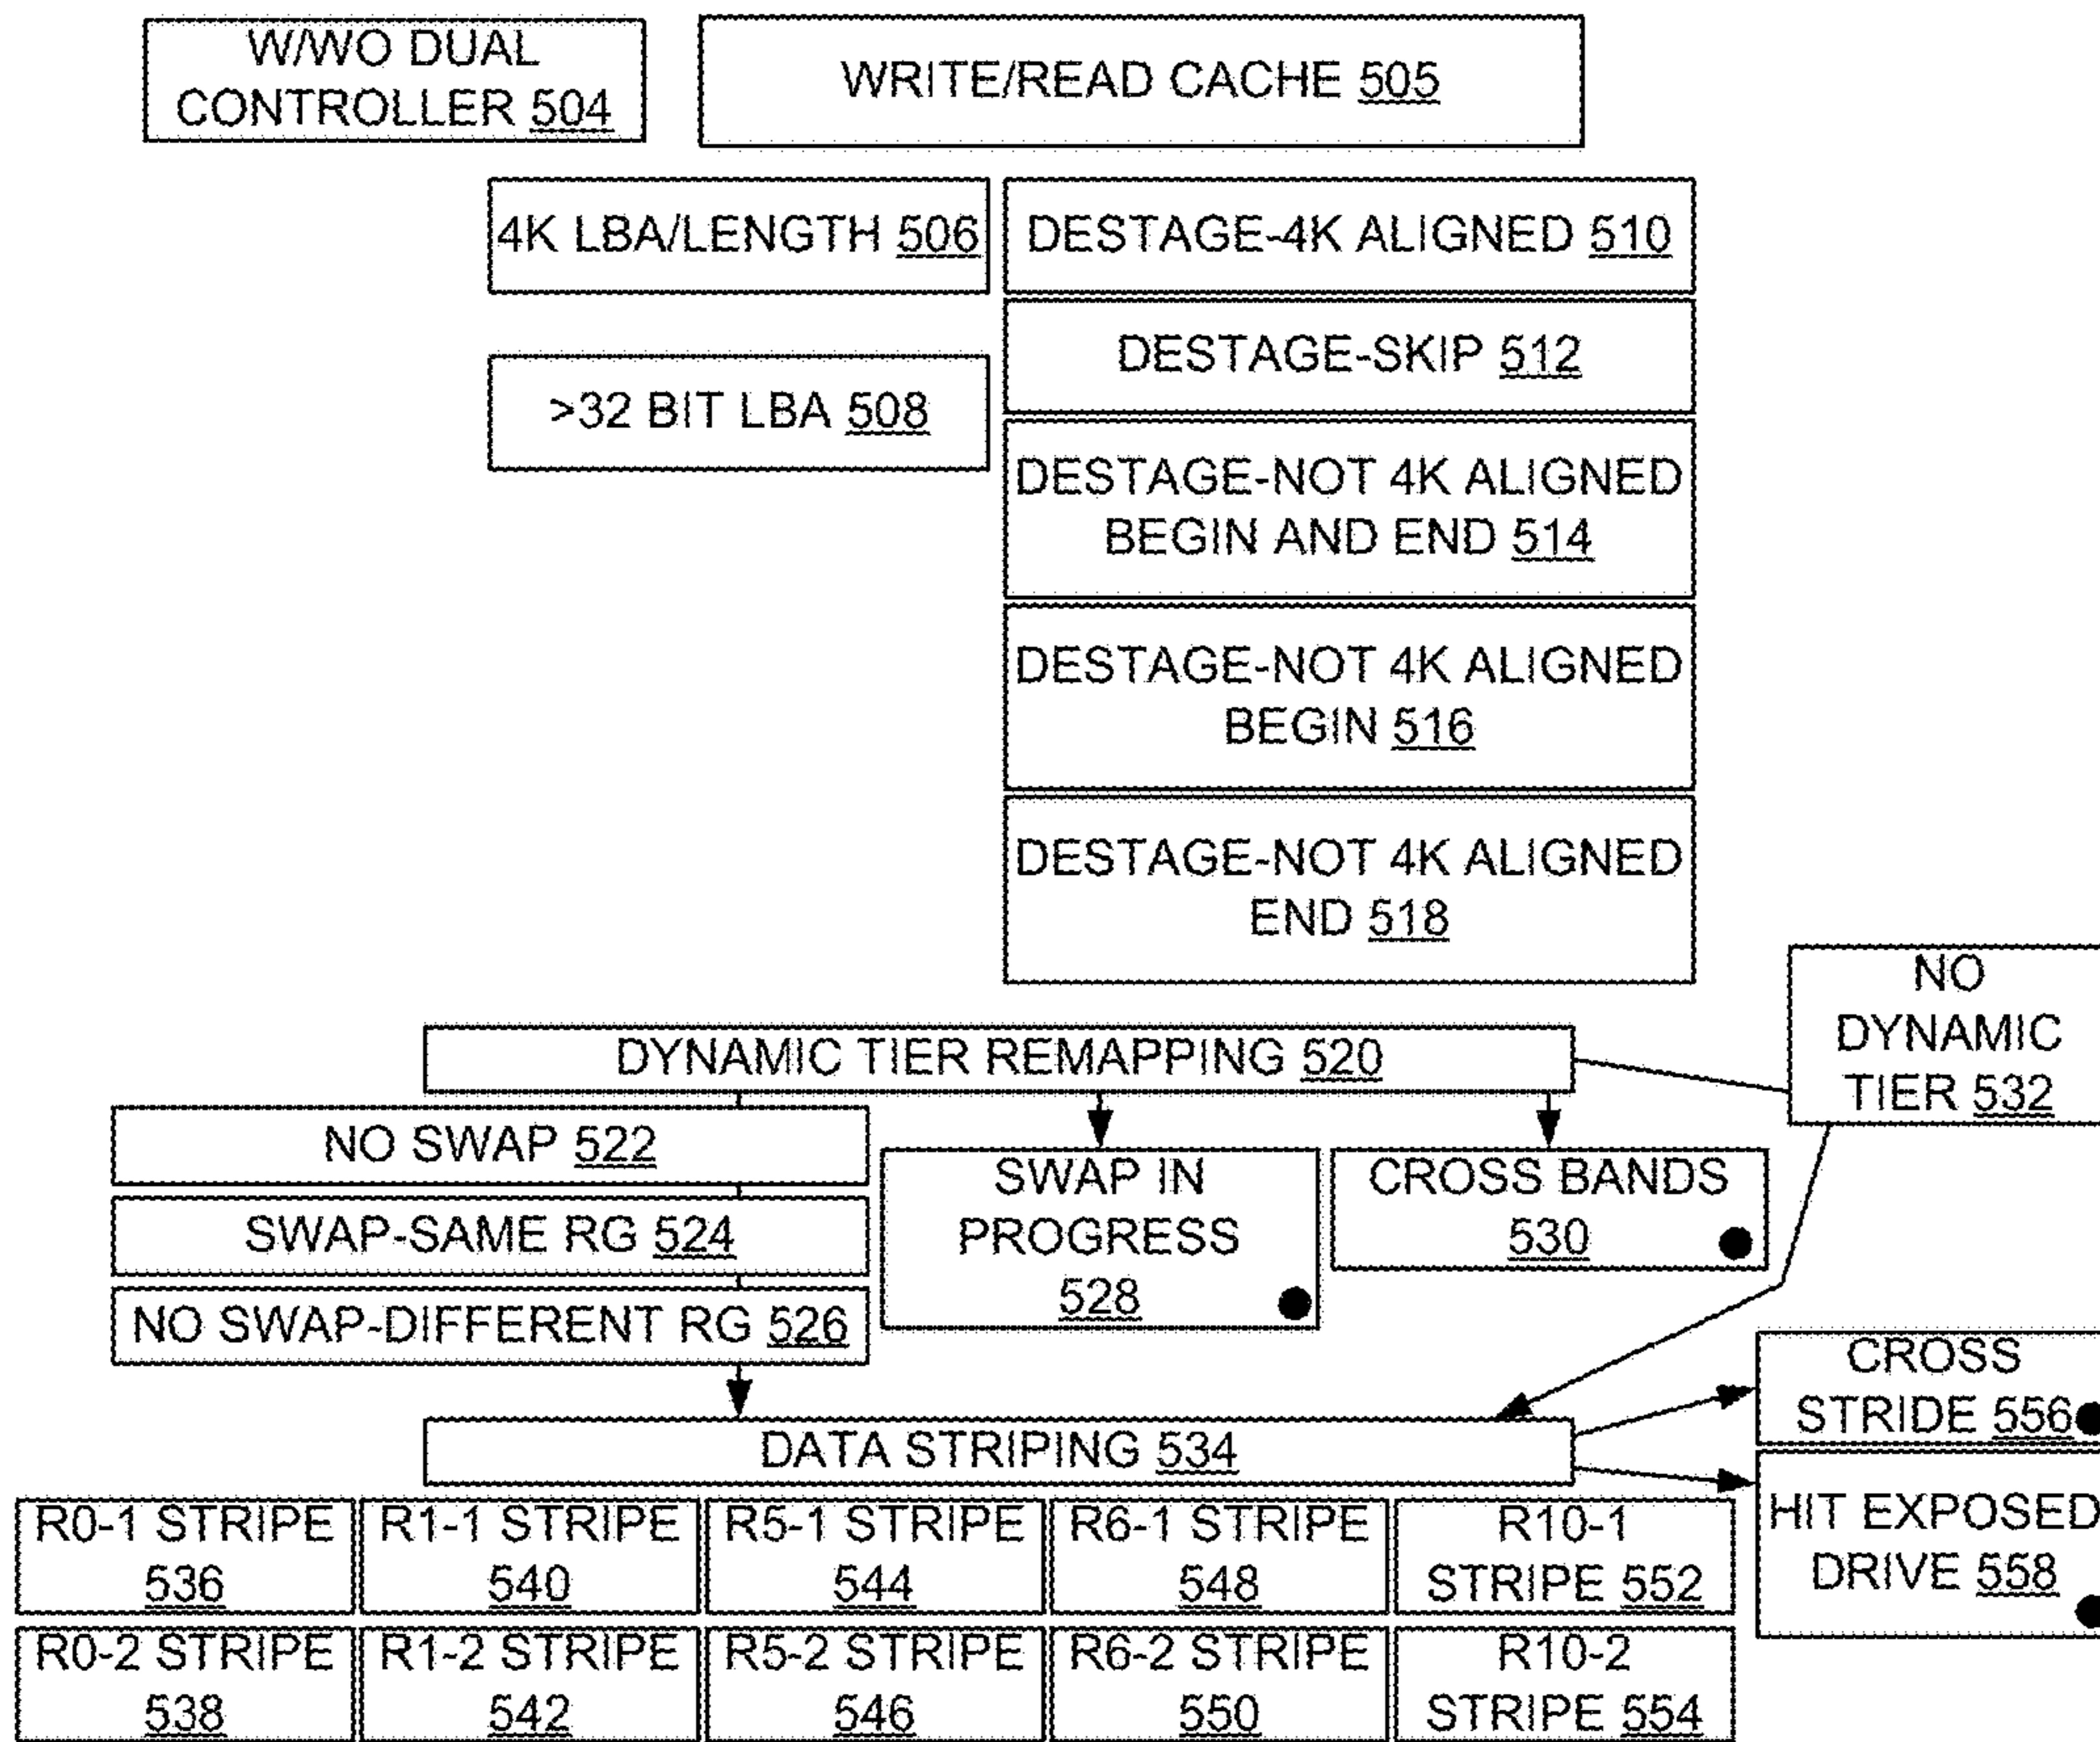 W/WO DUAL
CONTROLLER 504
WRITE/READ CACHE 505
4K LBA/LENGTH 506
DESTAGE-4K ALIGNED 510
DESTAGE-SKIP 512
>32 BIT LBA 508
DESTAGE-NOT 4K ALIGNED
BEGIN AND END 514
DESTAGE-NOT 4K ALIGNED
BEGIN 516
DESTAGE-NOT 4K ALIGNED
END 518
NO
DYNAMIC
TIER 532
DYNAMIC TIER REMAPPING 520
NO SWAP 522
SWAP-SAME RG 524
NO SWAP-DIFFERENT RG 526
SWAP IN
PROGRESS
528
CROSS BANDS
530
CROSS
STRIDE 556
DATA STRIPING 534
HIT EXPOSED
DRIVE 558
R0-1 STRIPE
536
R1-1 STRIPE
540
R5-1 STRIPE
544
R6-1 STRIPE
548
R10-1
STRIPE 552
R0-2 STRIPE
538
R1-2 STRIPE
542
R5-2 STRIPE
546
R6-2 STRIPE
550
R10-2
STRIPE 554